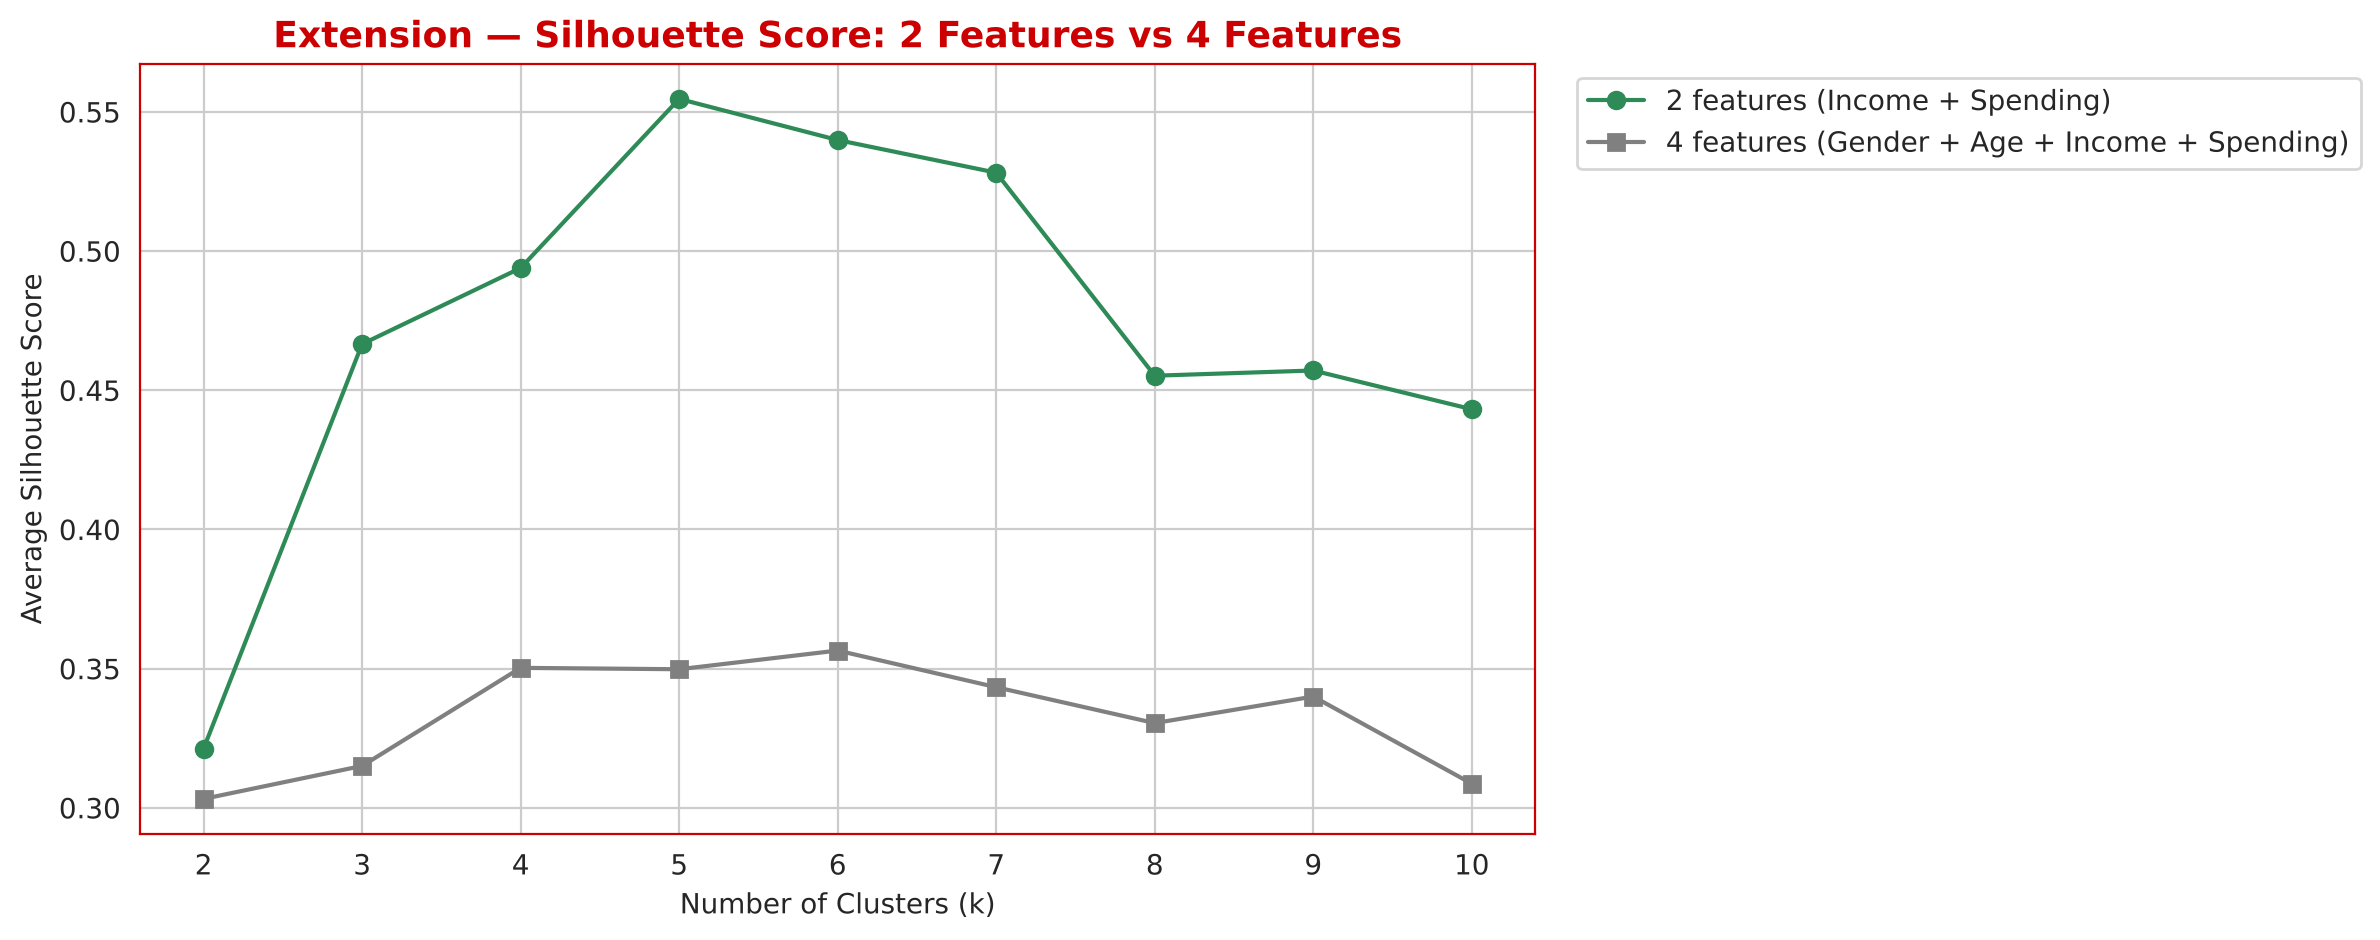 Extension — Silhouette Score: 2 Features vs 4 Features
2 features (Income + Spending)
4 features (Gender + Age + Income + Spending)
Average Silhouette Score
0.55
0.50
0.45
0.40
0.35
0.30
2 3 4 5 6 7 8 9 10
Number of Clusters (k)